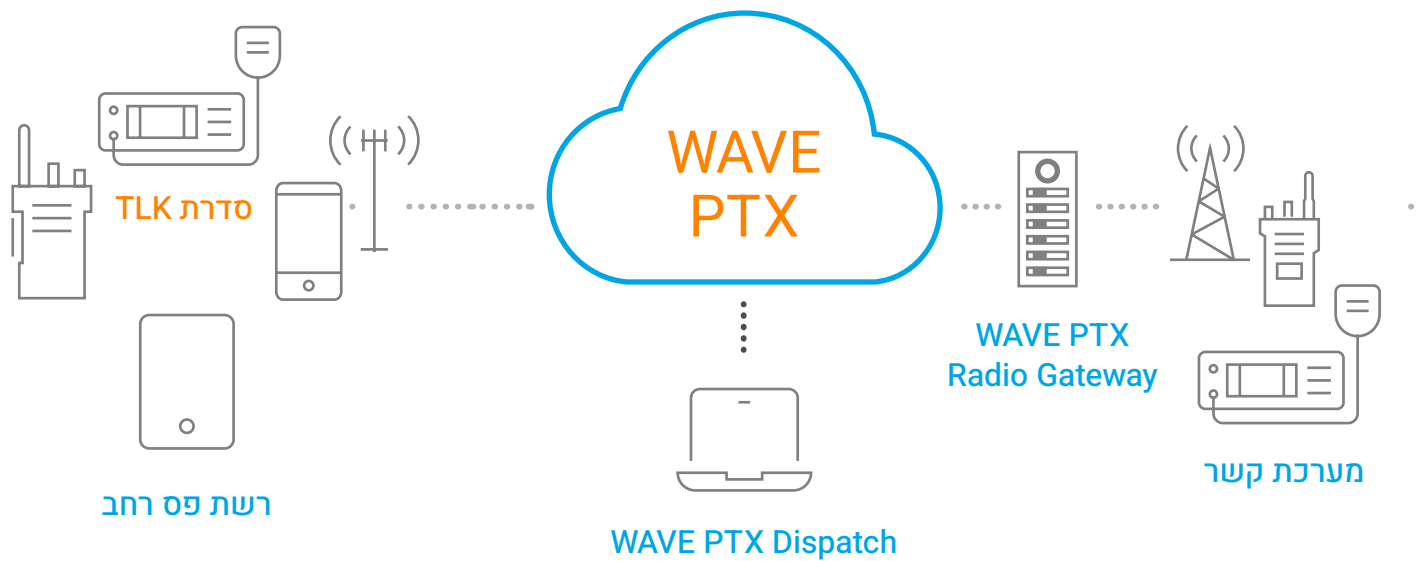 WAVE
PTX
סדרת TLK
WAVE PTX
Radio Gateway
מערכת קשר
רשת פס רחב
WAVE PTX Dispatch